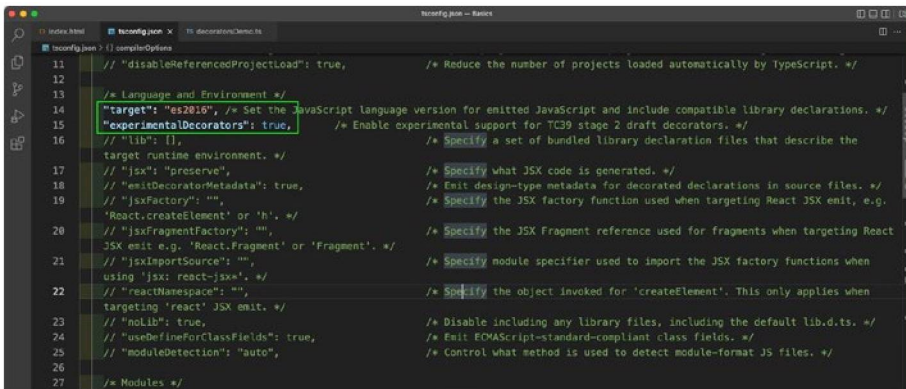 tsconfig.json — Basics
index.html
tsconfig.json ×
TS decoratorsDemo.ts
tsconfig.json > {} compilerOptions
11 // "disableReferencedProjectLoad": true, /* Reduce the number of projects loaded automatically by TypeScript. */
12
13 /* Language and Environment */
14 "target": "es2016", /* Set the JavaScript language version for emitted JavaScript and include compatible library declarations. */
15 "experimentalDecorators": true, /* Enable experimental support for TC39 stage 2 draft decorators. */
16 // "lib": [], /* Specify a set of bundled library declaration files that describe the
target runtime environment. */
17 // "jsx": "preserve", /* Specify what JSX code is generated. */
18 // "emitDecoratorMetadata": true, /* Emit design-type metadata for decorated declarations in source files. */
19 // "jsxFactory": "", /* Specify the JSX factory function used when targeting React JSX emit, e.g.
'React.createElement' or 'h'. */
20 // "jsxFragmentFactory": "", /* Specify the JSX Fragment reference used for fragments when targeting React
JSX emit e.g. 'React.Fragment' or 'Fragment'. */
21 // "jsxImportSource": "", /* Specify module specifier used to import the JSX factory functions when
using 'jsx: react-jsx*'. */
22 // "reactNamespace": "", /* Specify the object invoked for 'createElement'. This only applies when
targeting 'react' JSX emit. */
23 // "noLib": true, /* Disable including any library files, including the default lib.d.ts. */
24 // "useDefineForClassFields": true, /* Emit ECMAScript-standard-compliant class fields. */
25 // "moduleDetection": "auto", /* Control what method is used to detect module-format JS files. */
26
27 /* Modules */